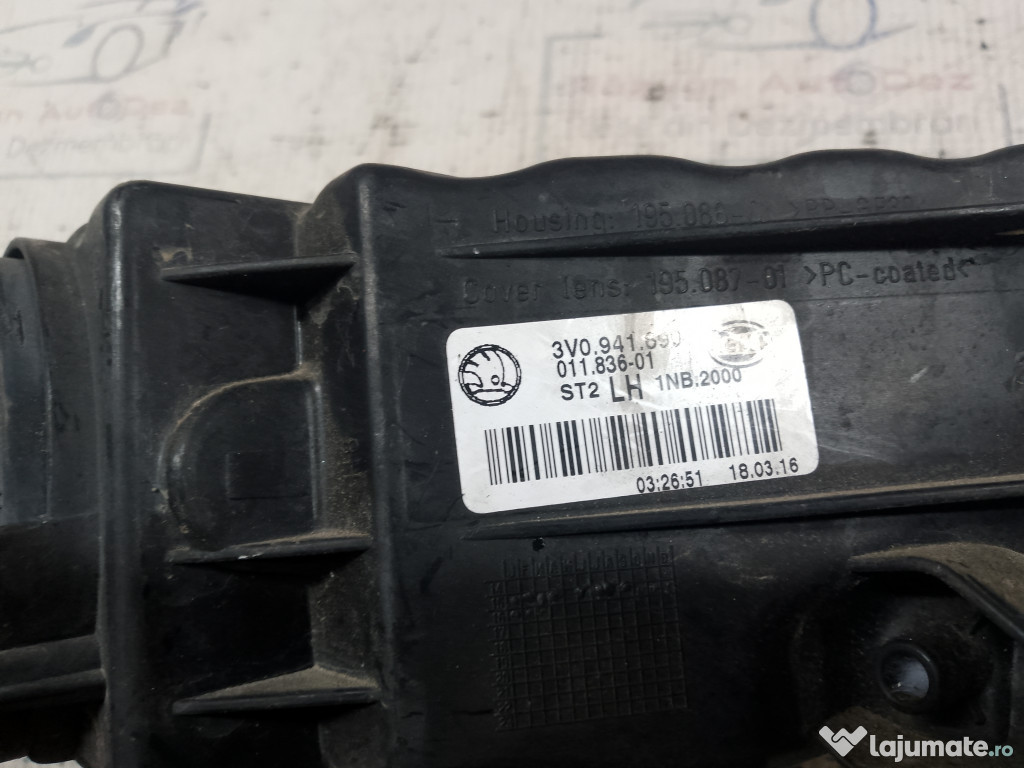 Housing: 195.086
Cover lens: 195.087-01 >PC-coated<
3V0.941.699
011.836-01
ST2 LH 1NB.2000
03:26:51 18.03.16
lajumate.ro